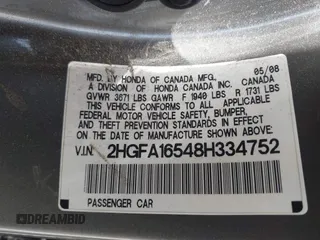 MFD. BY HONDA OF CANADA MFG. 05/08
A DIVISION OF HONDA CANADA INC. CANADA
GVWR 3671 LBS GAWR F 1940 LBS R 1731 LBS
THIS VEHICLE CONFORMS TO ALL APPLICABLE
FEDERAL MOTOR VEHICLE SAFETY, BUMPER,
AND THEFT PREVENTION STANDARDS IN EFFECT
ON THE DATE OF MANUFACTURE SHOWN ABOVE.
V.I.N. 2HGFA16548H334752
PASSENGER CAR
DREAMBID